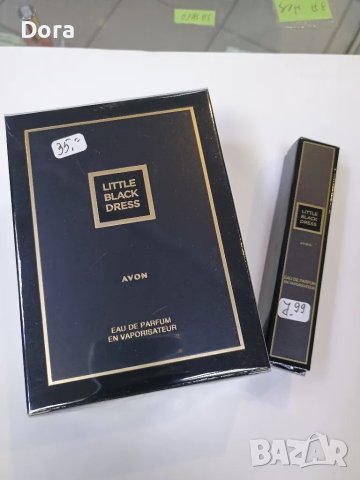 Dora
35,-
LITTLE
BLACK
DRESS
AVON
EAU DE PARFUM
EN VAPORISATEUR
LITTLE
BLACK
DRESS
AVON
EAU DE PARFUM
EN VAPORISATEUR
7,99
BAZAR